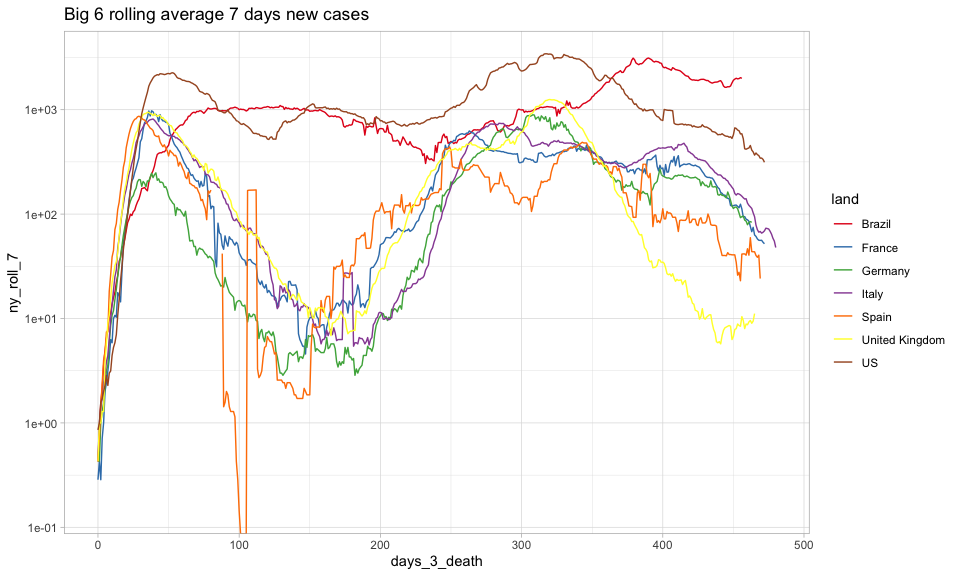 Big 6 rolling average 7 days new cases
ny_roll_7
1e+03
1e+02
1e+01
1e+00
1e-01
0 100 200 300 400 500
days_3_death
land
Brazil
France
Germany
Italy
Spain
United Kingdom
US